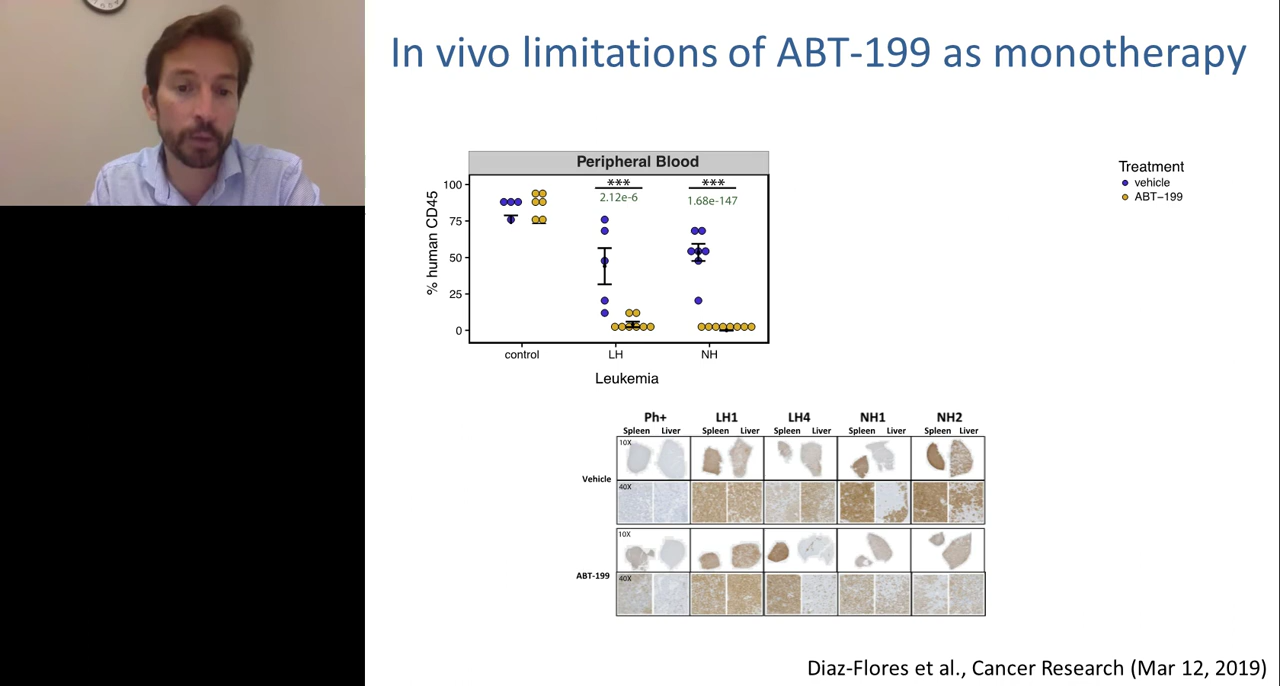 In vivo limitations of ABT-199 as monotherapy
Peripheral Blood
% human CD45
100
75
50
25
0
***
2.12e-6
***
1.68e-147
control
LH
NH
Leukemia
Treatment
vehicle
ABT−199
Ph+ LH1 LH4 NH1 NH2
Spleen Liver Spleen Liver Spleen Liver Spleen Liver Spleen Liver
Vehicle
10X
40X
ABT-199
10X
40X
Diaz-Flores et al., Cancer Research (Mar 12, 2019)